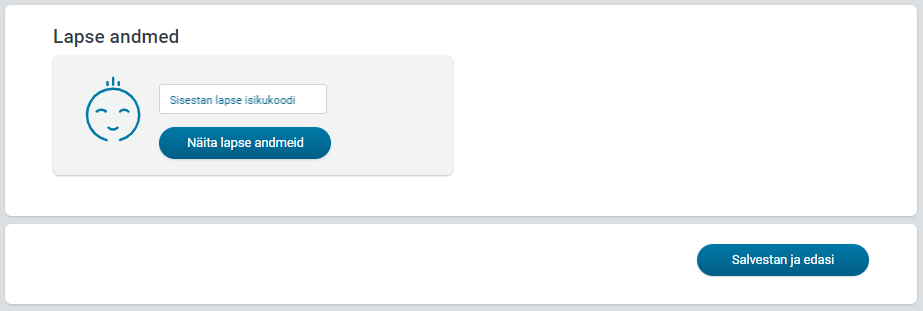 Lapse andmed
Sisestan lapse isikukoodi
Näita lapse andmeid
Salvestan ja edasi